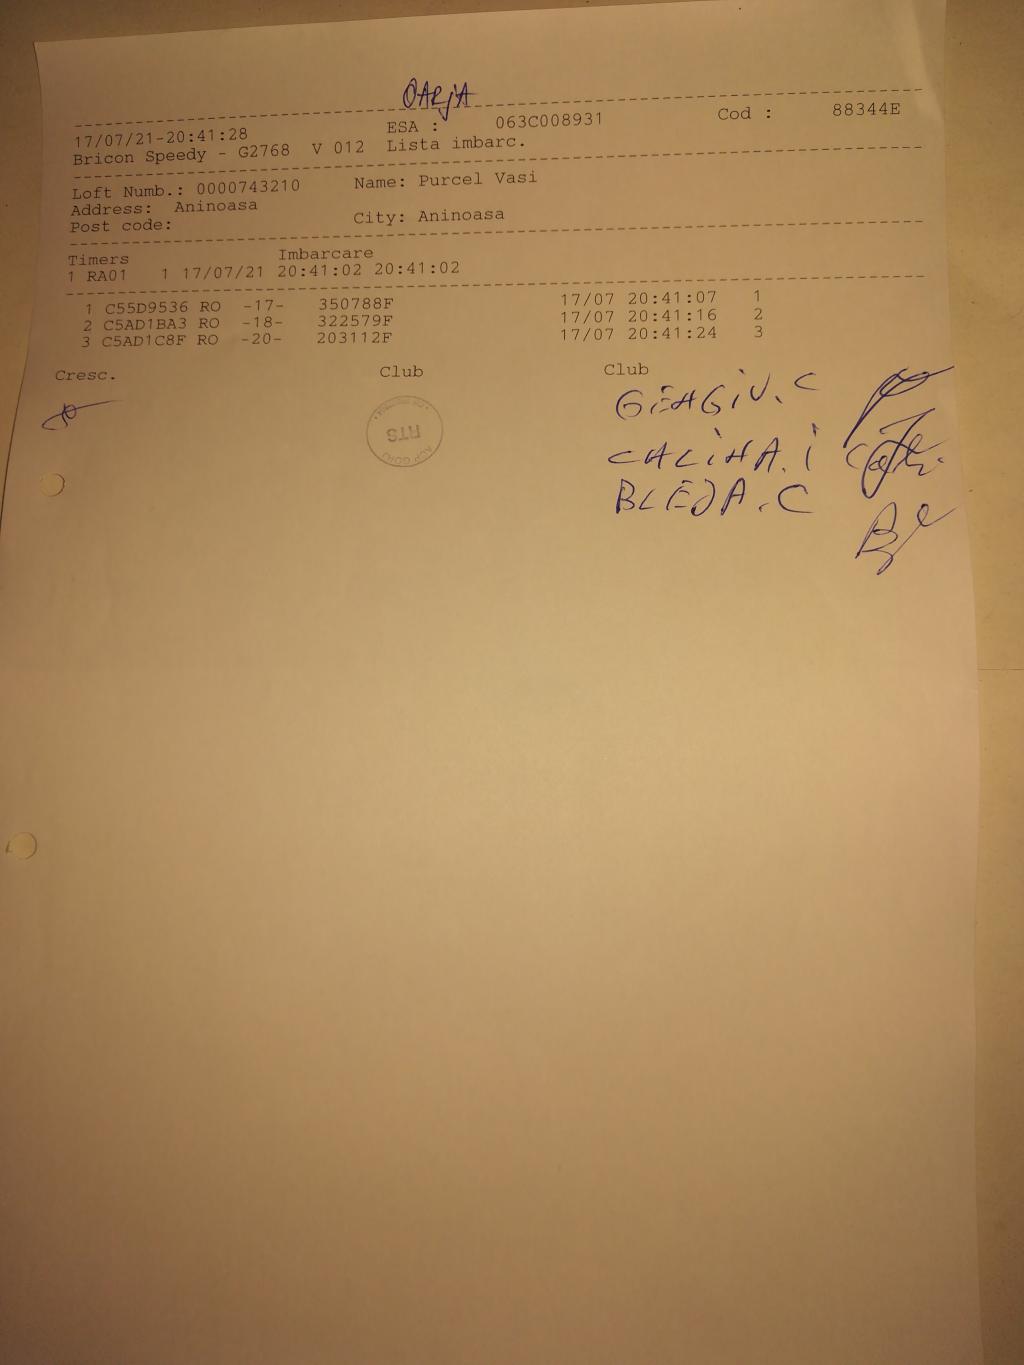 OARJA
17/07/21-20:41:28 ESA : 063C008931 Cod : 88344E
Bricon Speedy - G2768 V 012 Lista imbarc.
Loft Numb.: 0000743210 Name: Purcel Vasi
Address: Aninoasa
Post code: City: Aninoasa
Timers Imbarcare
1 RA01 1 17/07/21 20:41:02 20:41:02
1 C55D9536 RO -17- 350788F 17/07 20:41:07 1
2 C5AD1BA3 RO -18- 322579F 17/07 20:41:16 2
3 C5AD1C8F RO -20- 203112F 17/07 20:41:24 3
Cresc. Club Club
RTS
BLEJA. C